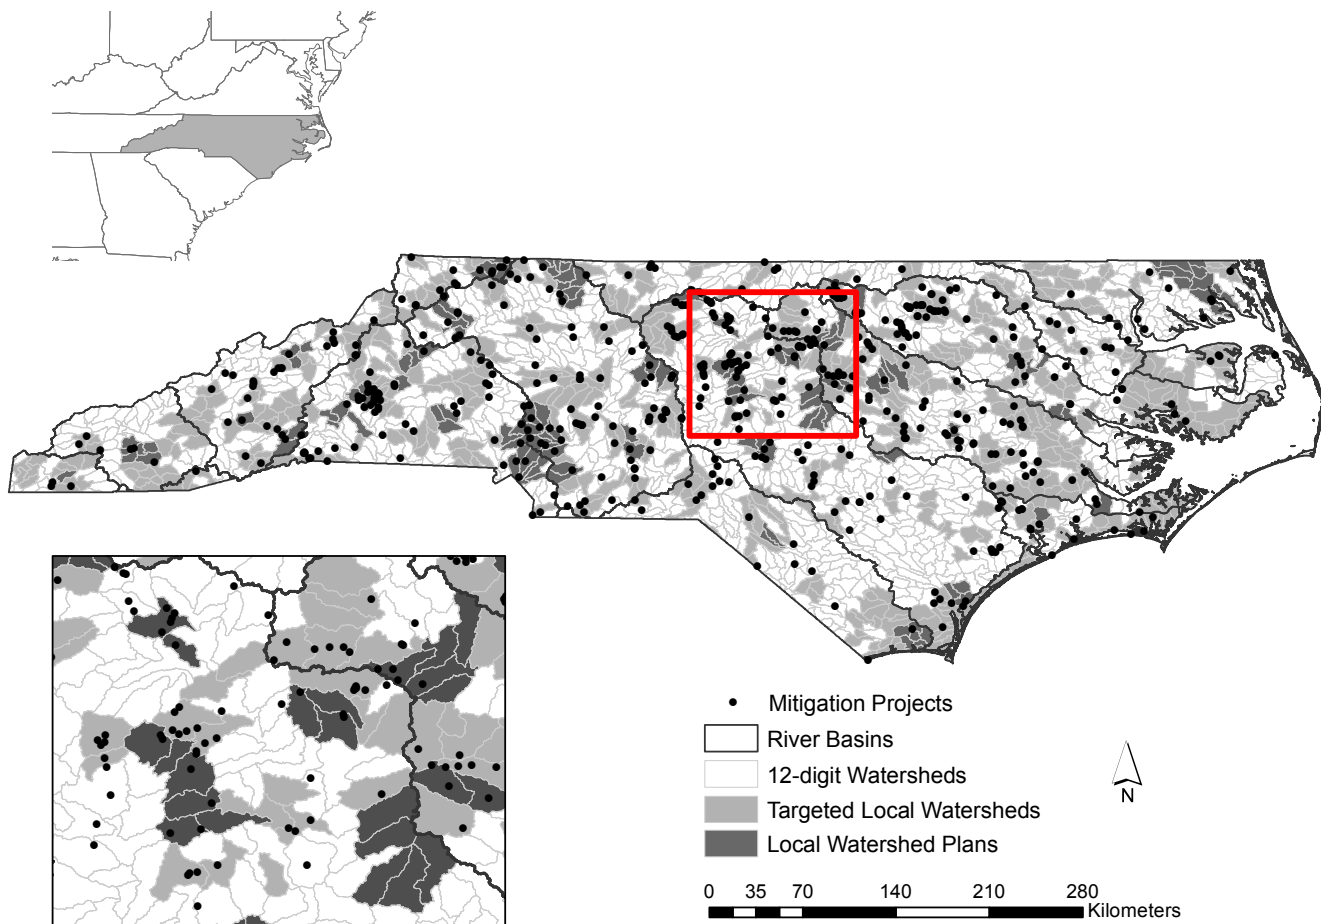 Mitigation Projects
River Basins
12-digit Watersheds
Targeted Local Watersheds
Local Watershed Plans
N
0 35 70 140 210 280
Kilometers